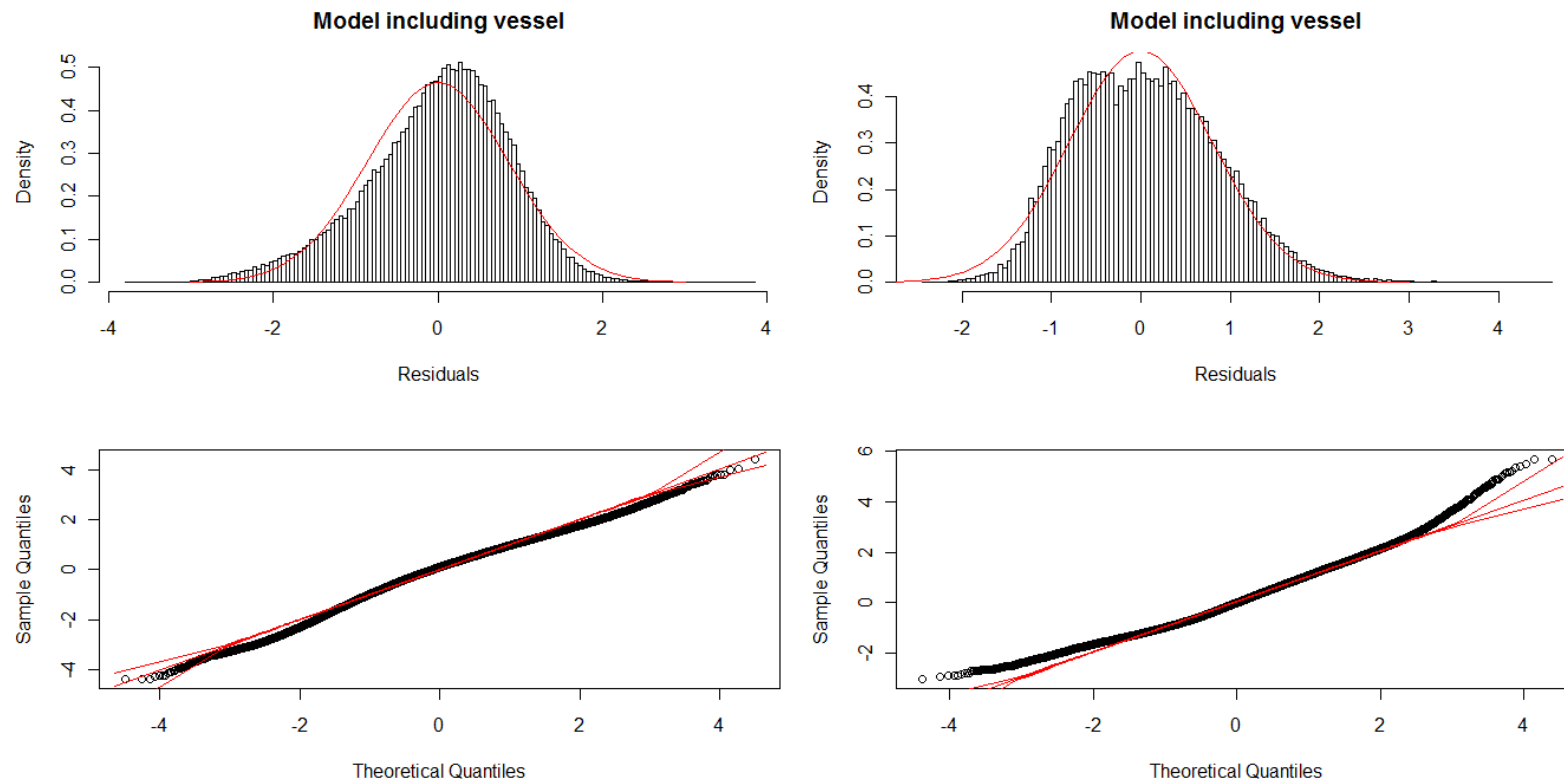 Model including vessel
Density
0.0 0.1 0.2 0.3 0.4 0.5
-4 -2 0 2 4
Residuals
Model including vessel
Density
0.0 0.1 0.2 0.3 0.4
-2 -1 0 1 2 3 4
Residuals
Sample Quantiles
-4 -2 0 2 4
-4 -2 0 2 4
Theoretical Quantiles
Sample Quantiles
-2 0 2 4 6
-4 -2 0 2 4
Theoretical Quantiles